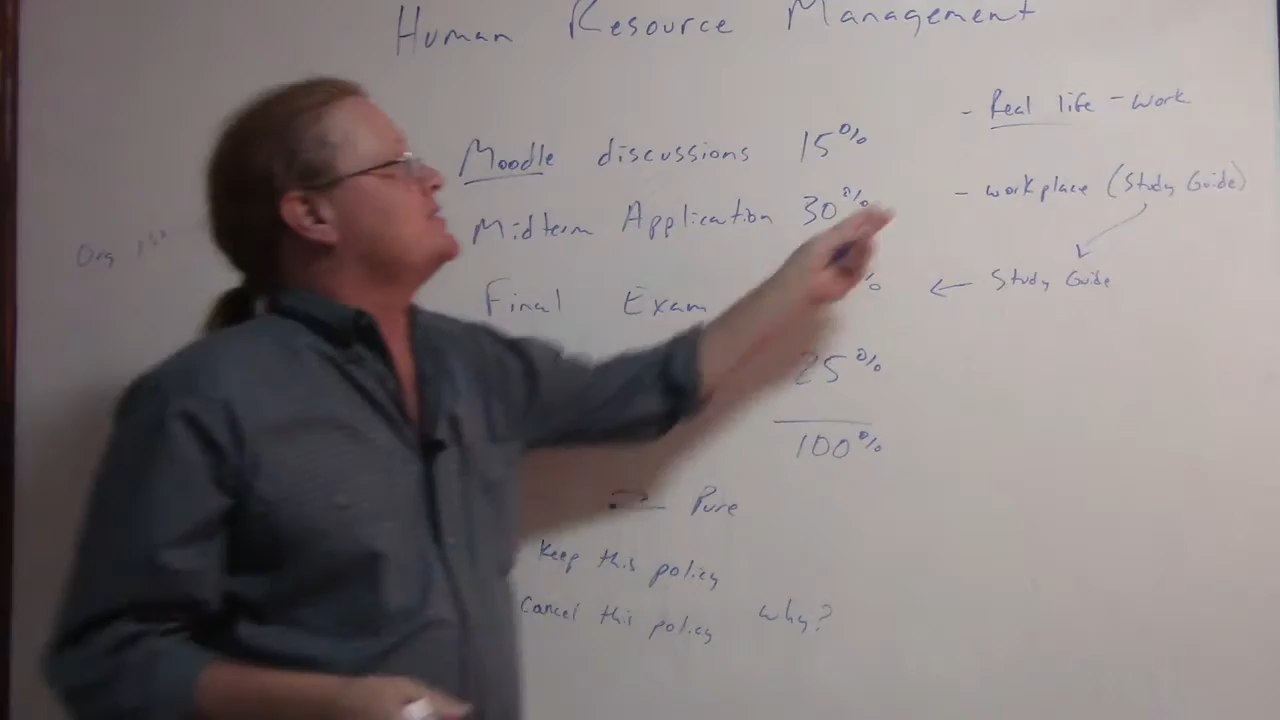 Human Resource Management
- Real life - work
Moodle discussions 15%
- workplace (Study Guide)
Midterm Application 30%
Org
Final Exam % ← Study Guide
25%
100%
Pure
Keep this policy
Cancel this policy why?